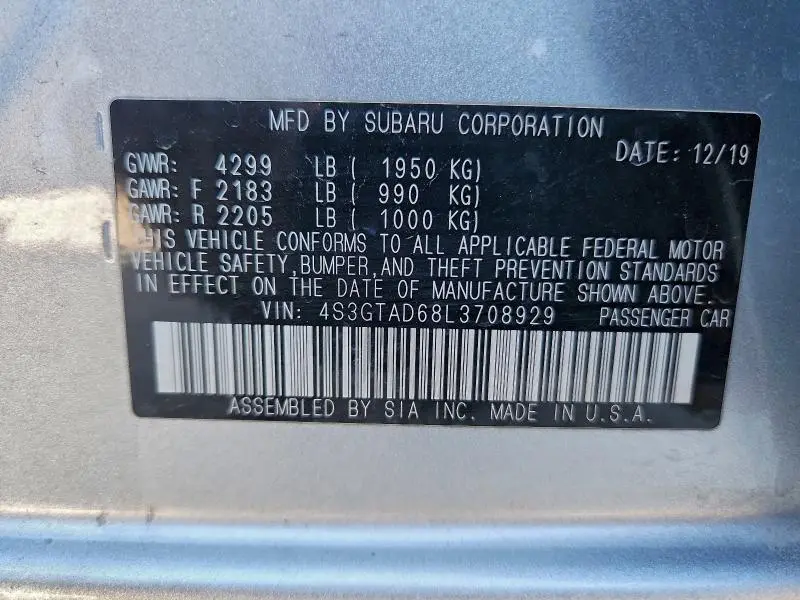 MFD BY SUBARU CORPORATION
DATE: 12/19
GVWR: 4299 LB ( 1950 KG)
GAWR: F 2183 LB ( 990 KG)
GAWR: R 2205 LB ( 1000 KG)
THIS VEHICLE CONFORMS TO ALL APPLICABLE FEDERAL MOTOR
VEHICLE SAFETY,BUMPER,AND THEFT PREVENTION STANDARDS
IN EFFECT ON THE DATE OF MANUFACTURE SHOWN ABOVE.
VIN: 4S3GTAD68L3708929 PASSENGER CAR
ASSEMBLED BY SIA INC. MADE IN U.S.A.